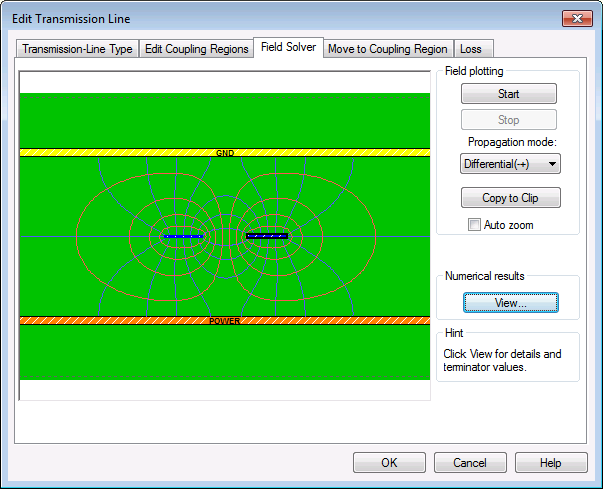 Edit Transmission Line
Transmission-Line Type
Edit Coupling Regions
Field Solver
Move to Coupling Region
Loss
GND
POWER
Field plotting
Start
Stop
Propagation mode:
Differential(-+)
Copy to Clip
Auto zoom
Numerical results
View...
Hint
Click View for details and
terminator values.
OK
Cancel
Help